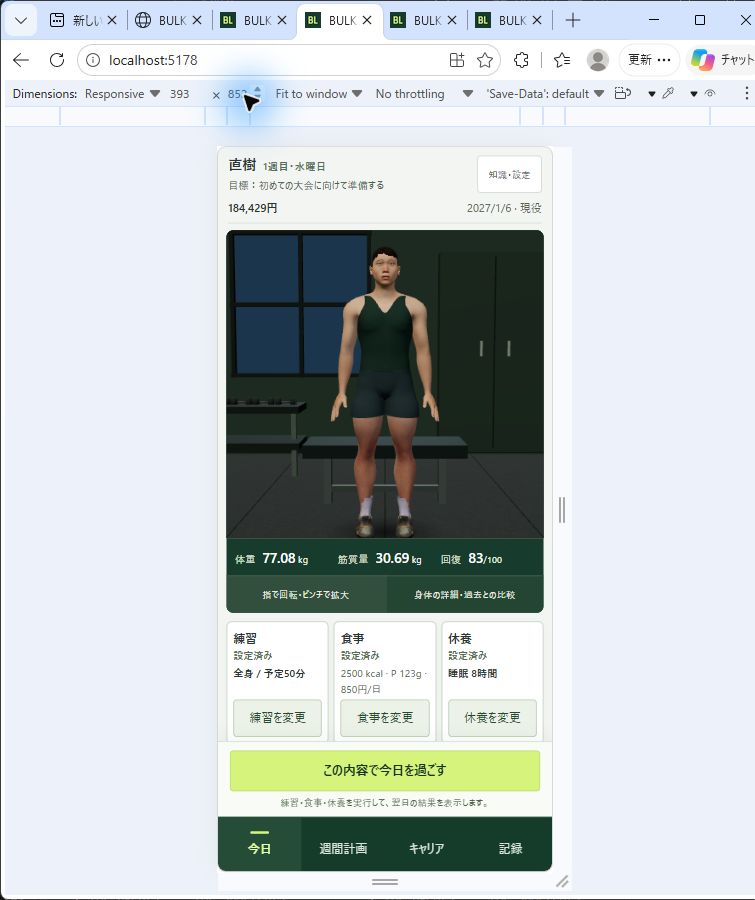 新しい
BULK
BL BULK
BL BULK
BL BULK
BL BULK
localhost:5178
更新
チャット
Dimensions: Responsive 393 × 852 Fit to window No throttling 'Save-Data': default
直樹 1週目・水曜日
知識・設定
目標：初めての大会に向けて準備する
184,429円
2027/1/6・現役
体重 77.08 kg 筋質量 30.69 kg 回復 83/100
指で回転・ピンチで拡大 身体の詳細・過去との比較
練習 食事 休養
設定済み 設定済み 設定済み
全身 / 予定50分 2500 kcal · P 123g · 睡眠 8時間
850円/日
練習を変更 食事を変更 休養を変更
この内容で今日を過ごす
練習・食事・休養を実行して、翌日の結果を表示します。
今日 週間計画 キャリア 記録